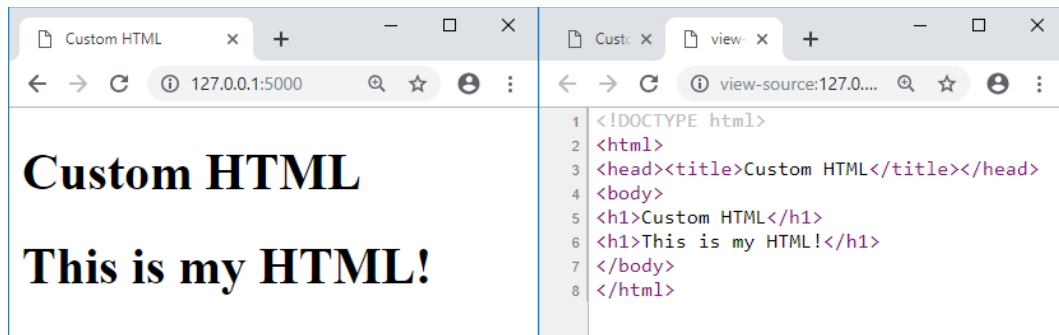 Custom HTML
127.0.0.1:5000
Custom HTML
This is my HTML!
Custo view-
view-source:127.0....
1 <!DOCTYPE html>
2 <html>
3 <head><title>Custom HTML</title></head>
4 <body>
5 <h1>Custom HTML</h1>
6 <h1>This is my HTML!</h1>
7 </body>
8 </html>